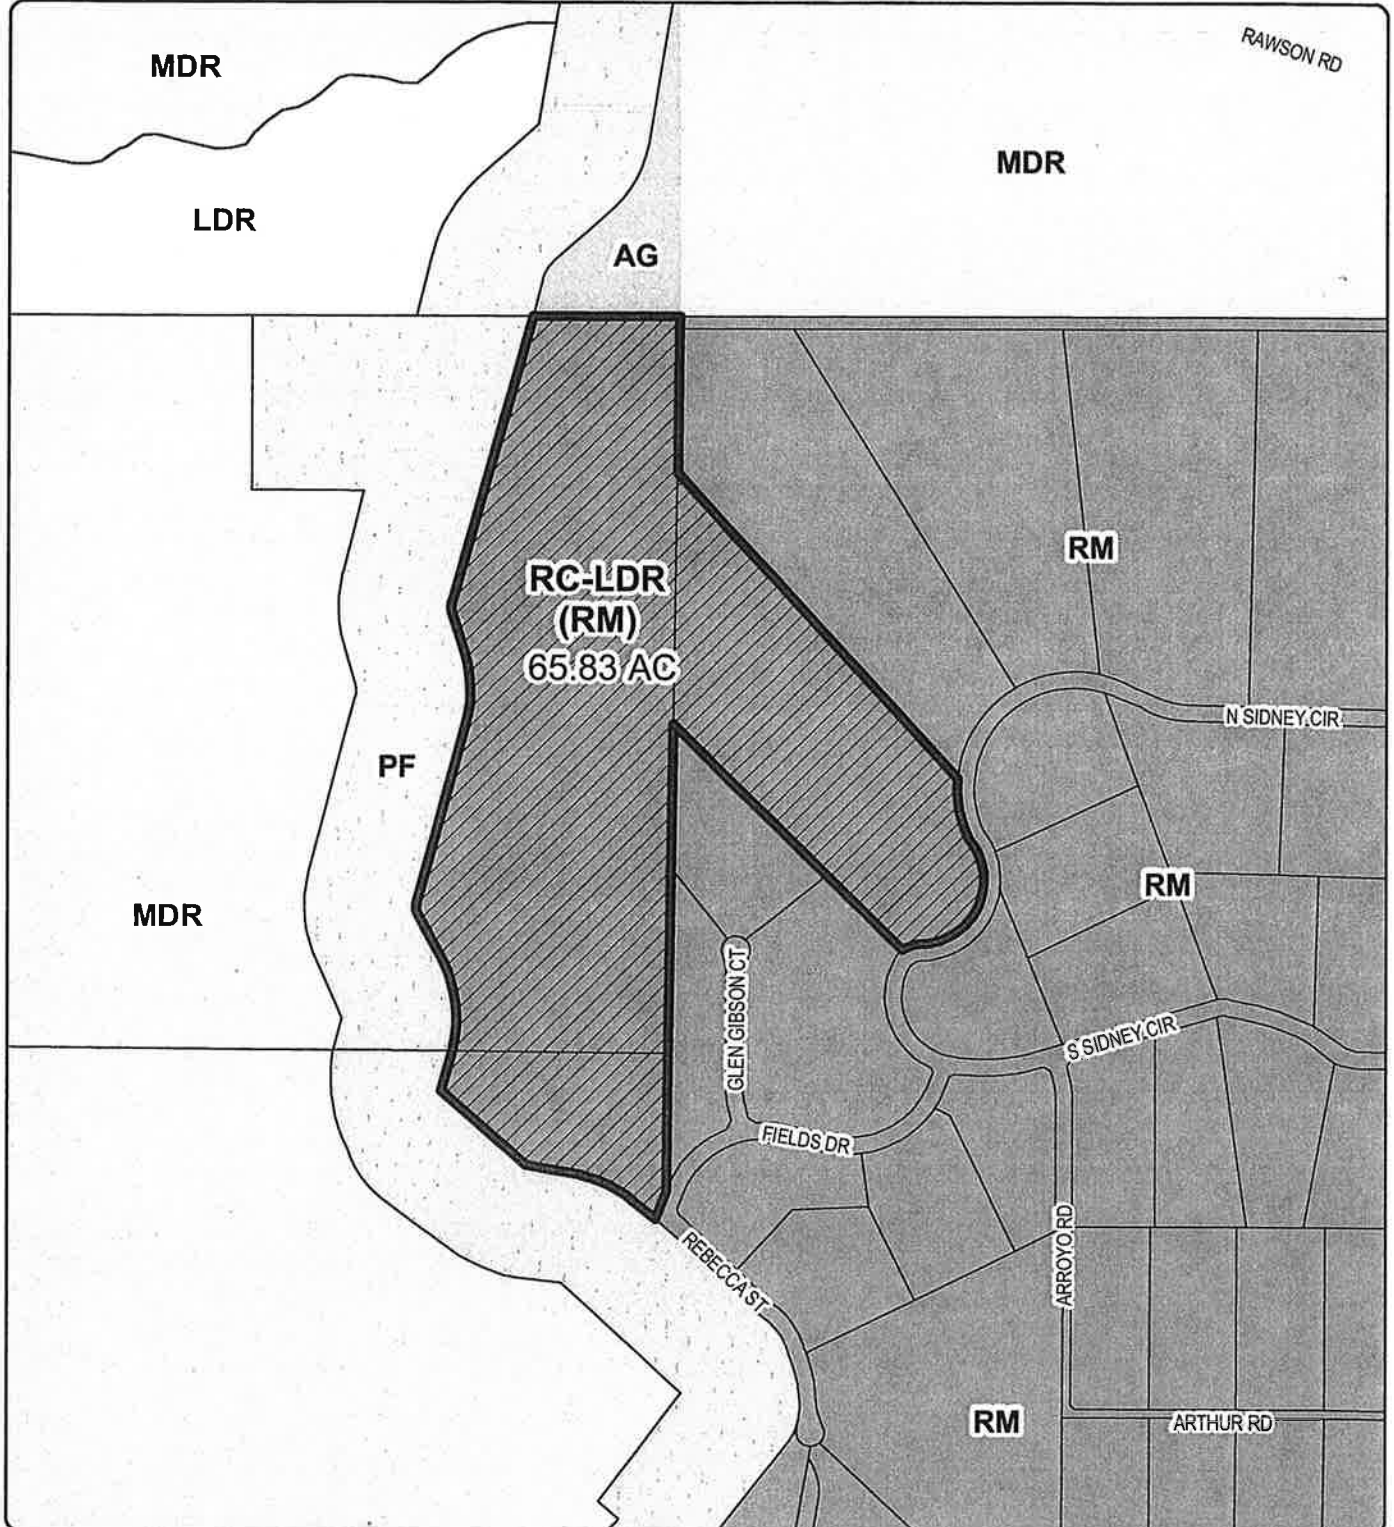 RAWSON RD
MDR
MDR
LDR
AG
RM
RC-LDR
(RM)
65.83 AC
N SIDNEY CIR
PF
RM
MDR
GLEN GIBSON CT
S SIDNEY CIR
FIELDS DR
ARROYO RD
REBECCA ST
RM
ARTHUR RD